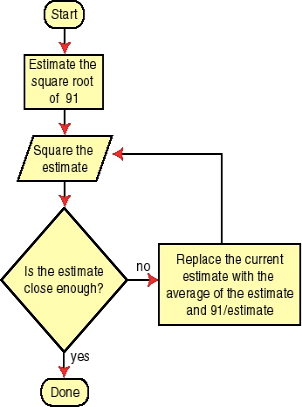 Start
Estimate the
square root
of 91
Square the
estimate
Is the estimate
close enough?
no
Replace the current
estimate with the
average of the estimate
and 91/estimate
yes
Done